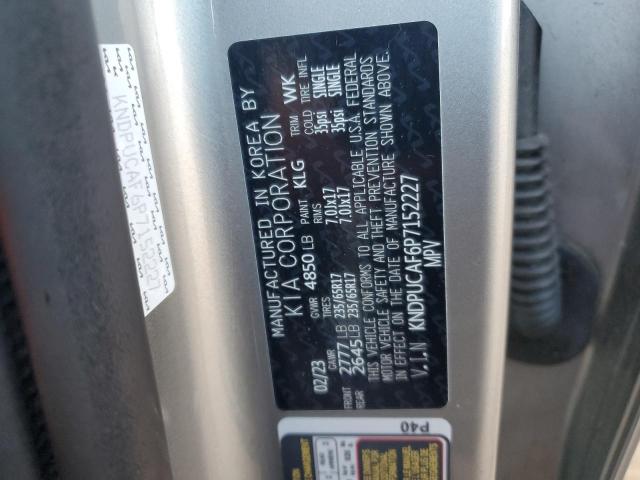 MANUFACTURED IN KOREA BY
KIA CORPORATION
02/23 GVWR 4850 LB PAINT KLG TRIM WK
GAWR TIRES RIMS COLD TIRE INFL
FRONT 2777 LB 235/65R17 7.0Jx17 35psi SINGLE
REAR 2645 LB 235/65R17 7.0Jx17 35psi SINGLE
THIS VEHICLE CONFORMS TO ALL APPLICABLE U.S.A. FEDERAL
MOTOR VEHICLE SAFETY AND THEFT PREVENTION STANDARDS
IN EFFECT ON THE DATE OF MANUFACTURE SHOWN ABOVE.
V.I.N KNDPUCAF6P7152227
MPV
KNDPUCAF6P7152227
P40